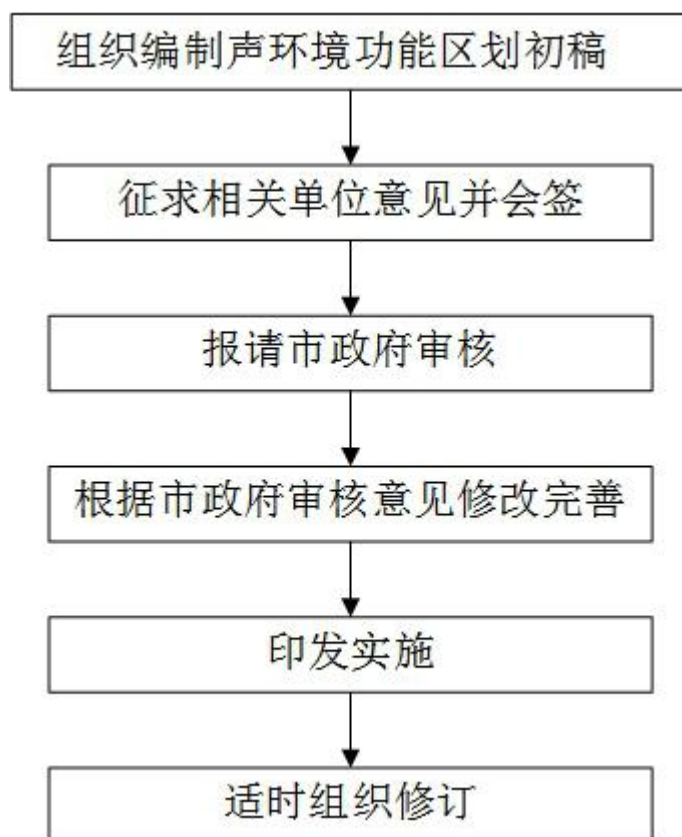 组织编制声环境功能区划初稿
征求相关单位意见并会签
报请市政府审核
根据市政府审核意见修改完善
印发实施
适时组织修订